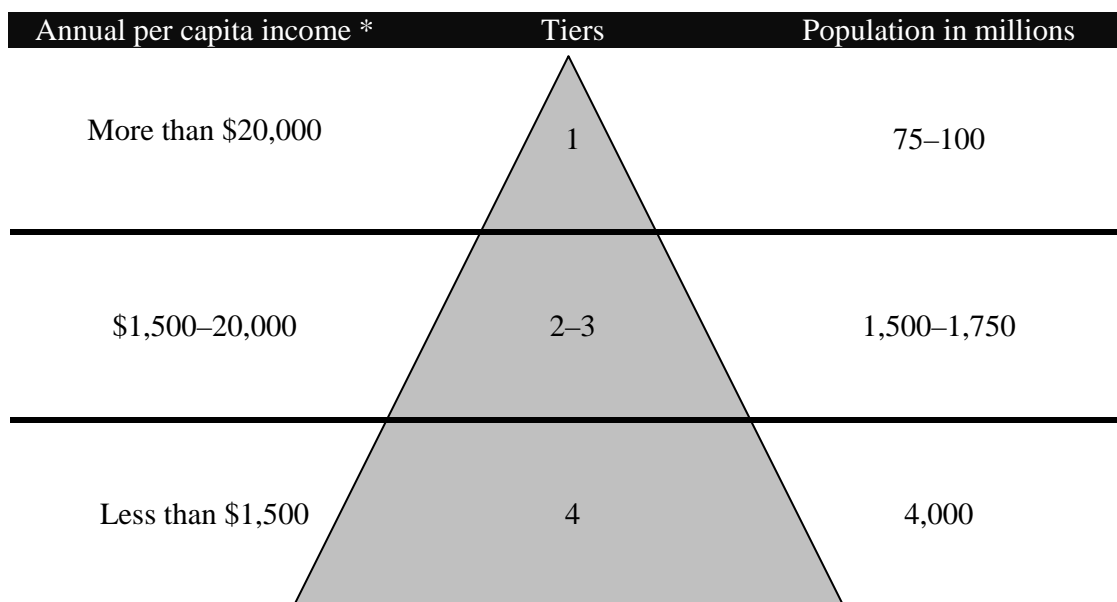 Annual per capita income * Tiers Population in millions
More than $20,000 1 75–100
$1,500–20,000 2–3 1,500–1,750
Less than $1,500 4 4,000